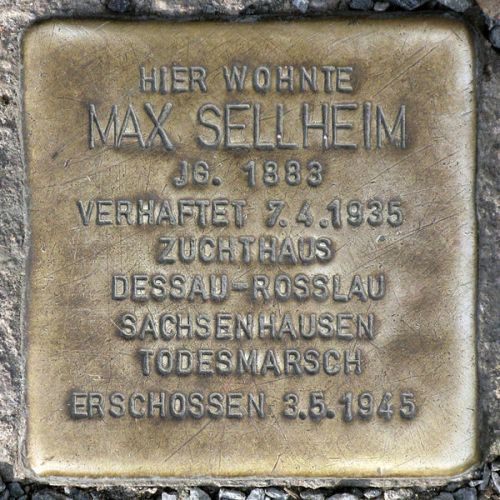 HIER WOHNTE
MAX SELLHEIM
JG. 1883
VERHAFTET 7.4.1935
ZUCHTHAUS
DESSAU-ROSSLAU
SACHSENHAUSEN
TODESMARSCH
ERSCHOSSEN 3.5.1945